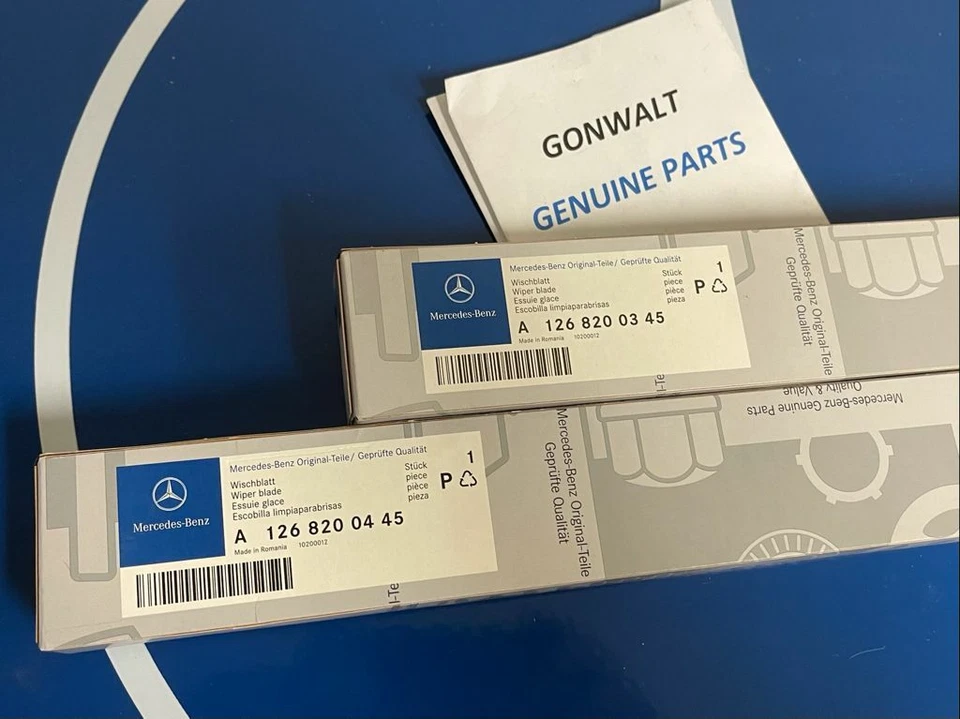 GONWALT
GENUINE PARTS
Mercedes-Benz
Mercedes-Benz Original-Teile/ Geprüfte Qualität
Wischblatt
Wiper blade
Essuie glace
Escobilla limpiaparabrisas
Stück
piece
pièce
pieza
1
P
A 126 820 03 45
Made in Romania 10200012
Mercedes-Benz Original-Teile
Geprüfte Qualität
Mercedes-Benz
Mercedes-Benz Original-Teile/ Geprüfte Qualität
Wischblatt
Wiper blade
Essuie glace
Escobilla limpiaparabrisas
Stück
piece
pièce
pieza
1
P
A 126 820 04 45
Made in Romania 10200012
Mercedes-Benz Original-Teile
Geprüfte Qualität
Mercedes-Benz Genuine Parts
Quality & Value